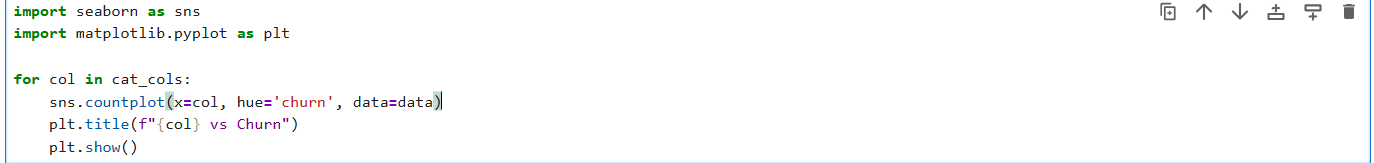 import seaborn as sns
import matplotlib.pyplot as plt
for col in cat_cols:
sns.countplot(x=col, hue='churn', data=data)
plt.title(f"{col} vs Churn")
plt.show()